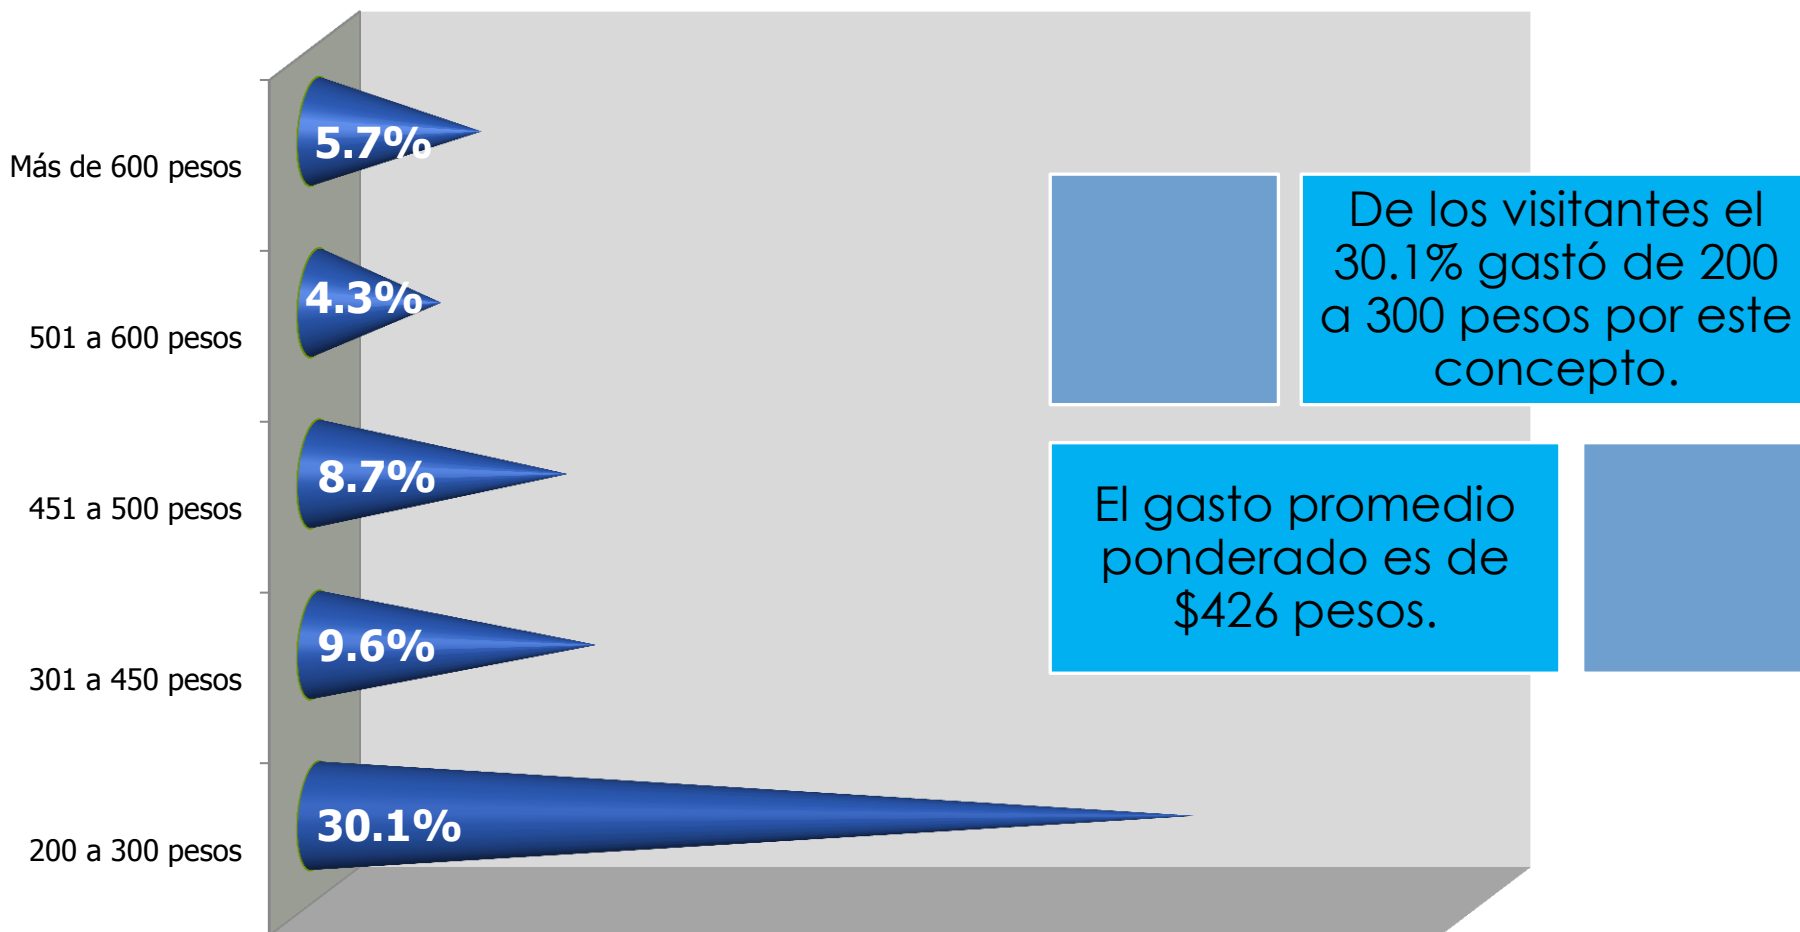 Más de 600 pesos
5.7%
501 a 600 pesos
4.3%
451 a 500 pesos
8.7%
301 a 450 pesos
9.6%
200 a 300 pesos
30.1%
De los visitantes el
30.1% gastó de 200
a 300 pesos por este
concepto.
El gasto promedio
ponderado es de
$426 pesos.